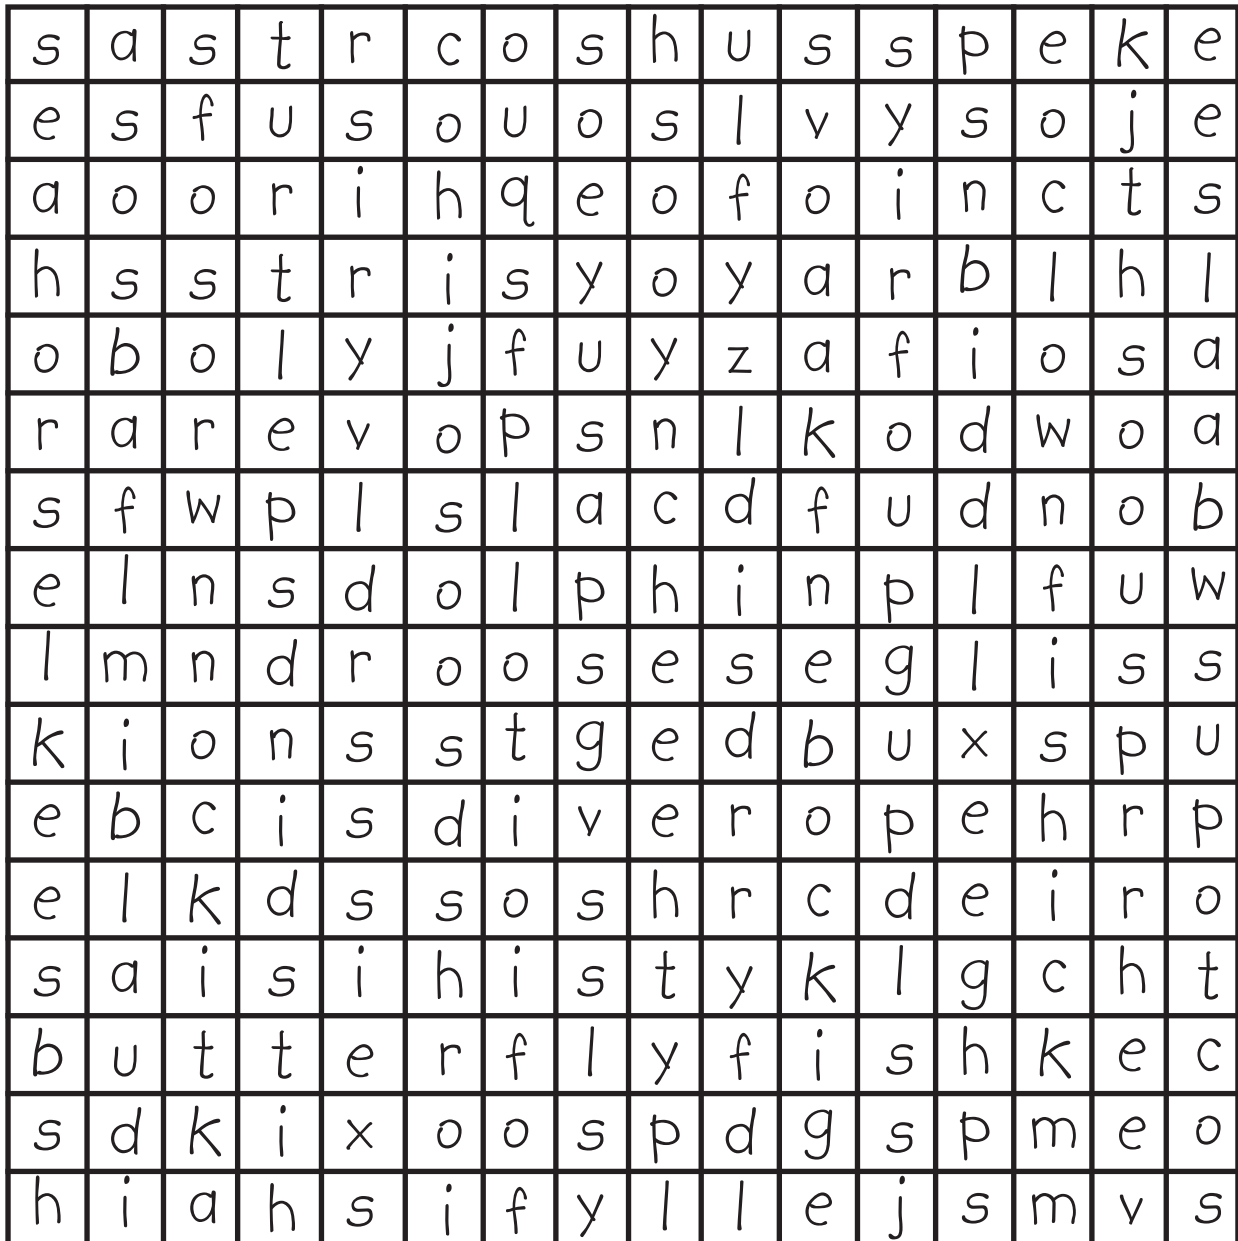 s a s t r c o s h u s s p e k e
e s f u s o u o s l v y s o j e
a o o r i h q e o f o i n c t s
h s s t r i s y o y a r b l h l
o b o l y j f u y z a f i o s a
r a r e v o p s n l k o d w o a
s f w p l s l a c d f u d n o b
e l n s d o l p h i n p l f u w
l m n d r o o s e s e g l i s s
k i o n s s t g e d b u x s p u
e b c i s d i v e r o p e h r p
e l k d s s o s h r c d e i r o
s a i s i h i s t y k l g c h t
b u t t e r f l y f i s h k e c
s d k i x o o s p d g s p m e o
h i a h s i f y l l e j s m v s